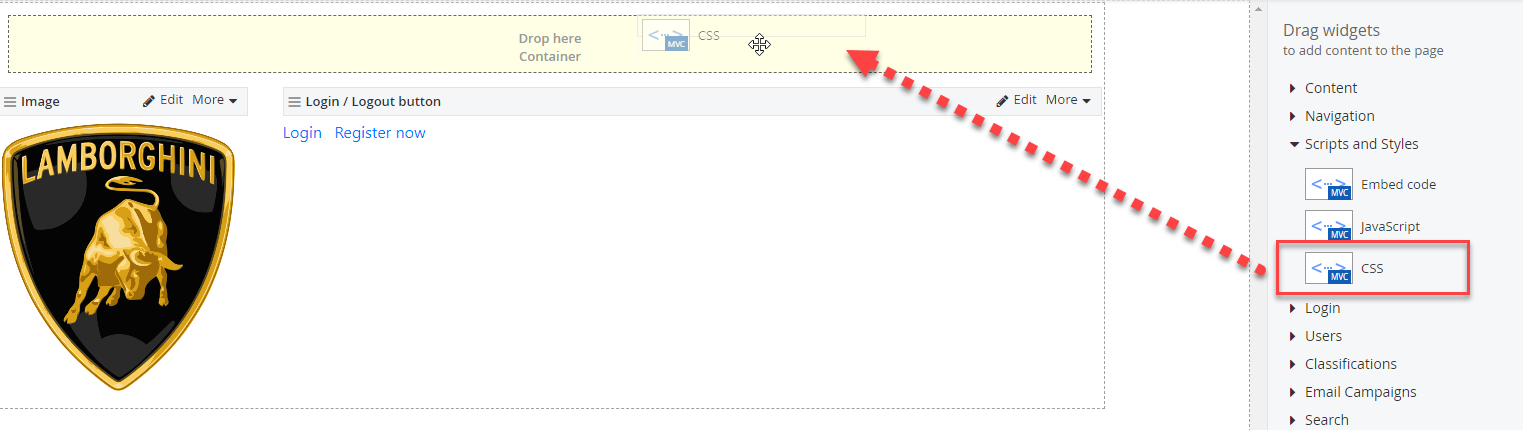 Drop here
Container
MVC CSS
Image Edit More
Login / Logout button Edit More
Login Register now
LAMBORGHINI
Drag widgets
to add content to the page
Content
Navigation
Scripts and Styles
MVC Embed code
MVC JavaScript
MVC CSS
Login
Users
Classifications
Email Campaigns
Search